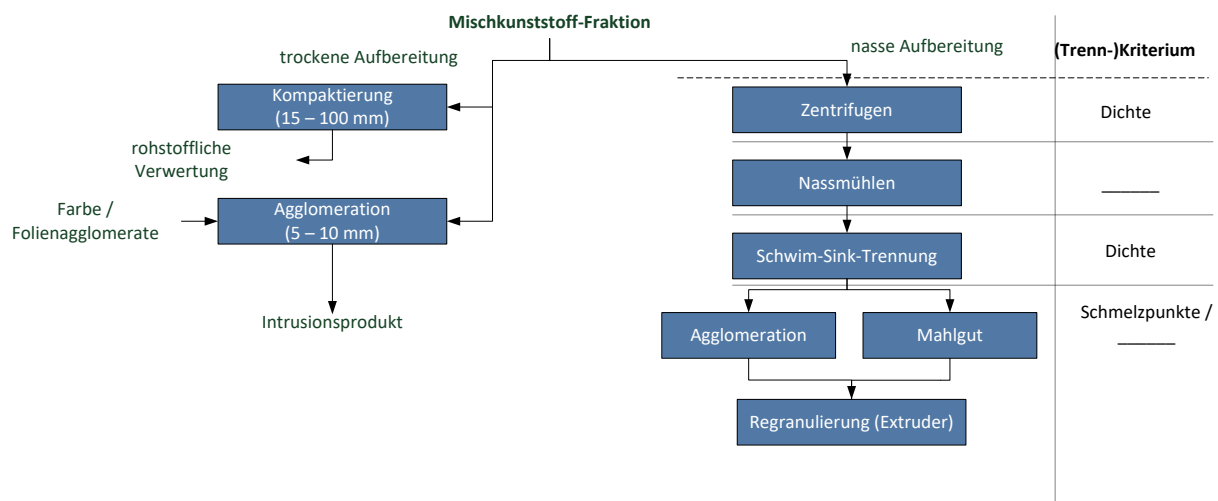 Mischkunststoff-Fraktion
trockene Aufbereitung
nasse Aufbereitung
(Trenn-)Kriterium
Kompaktierung
(15 – 100 mm)
Zentrifugen
Dichte
rohstoffliche
Verwertung
Nassmühlen
______
Farbe /
Folienagglomerate
Agglomeration
(5 – 10 mm)
Schwim-Sink-Trennung
Dichte
Intrusionsprodukt
Agglomeration
Mahlgut
Schmelzpunkte /
______
Regranulierung (Extruder)